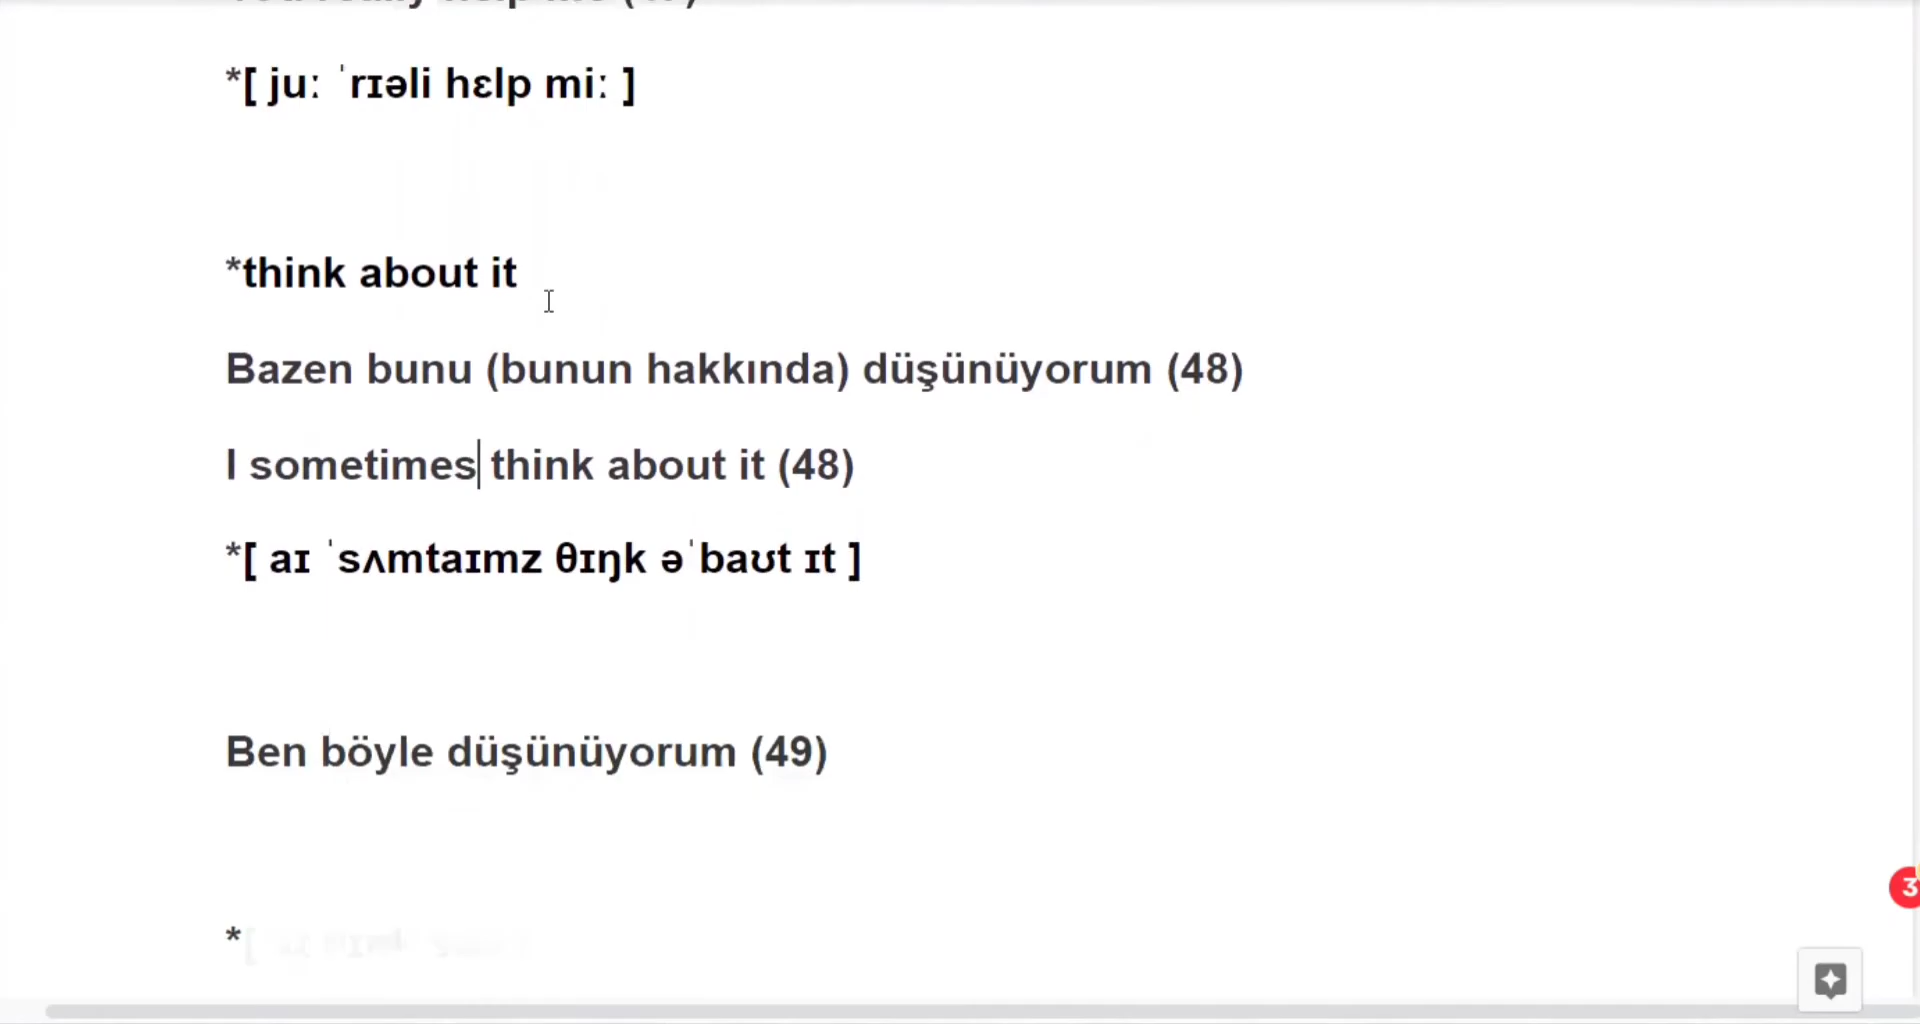 *[ juː ˈrɪəli hɛlp miː ]
*think about it
Bazen bunu (bunun hakkında) düşünüyorum (48)
I sometimes think about it (48)
*[ aɪ ˈsʌmtaɪmz θɪŋk əˈbaʊt ɪt ]
Ben böyle düşünüyorum (49)
*[
3